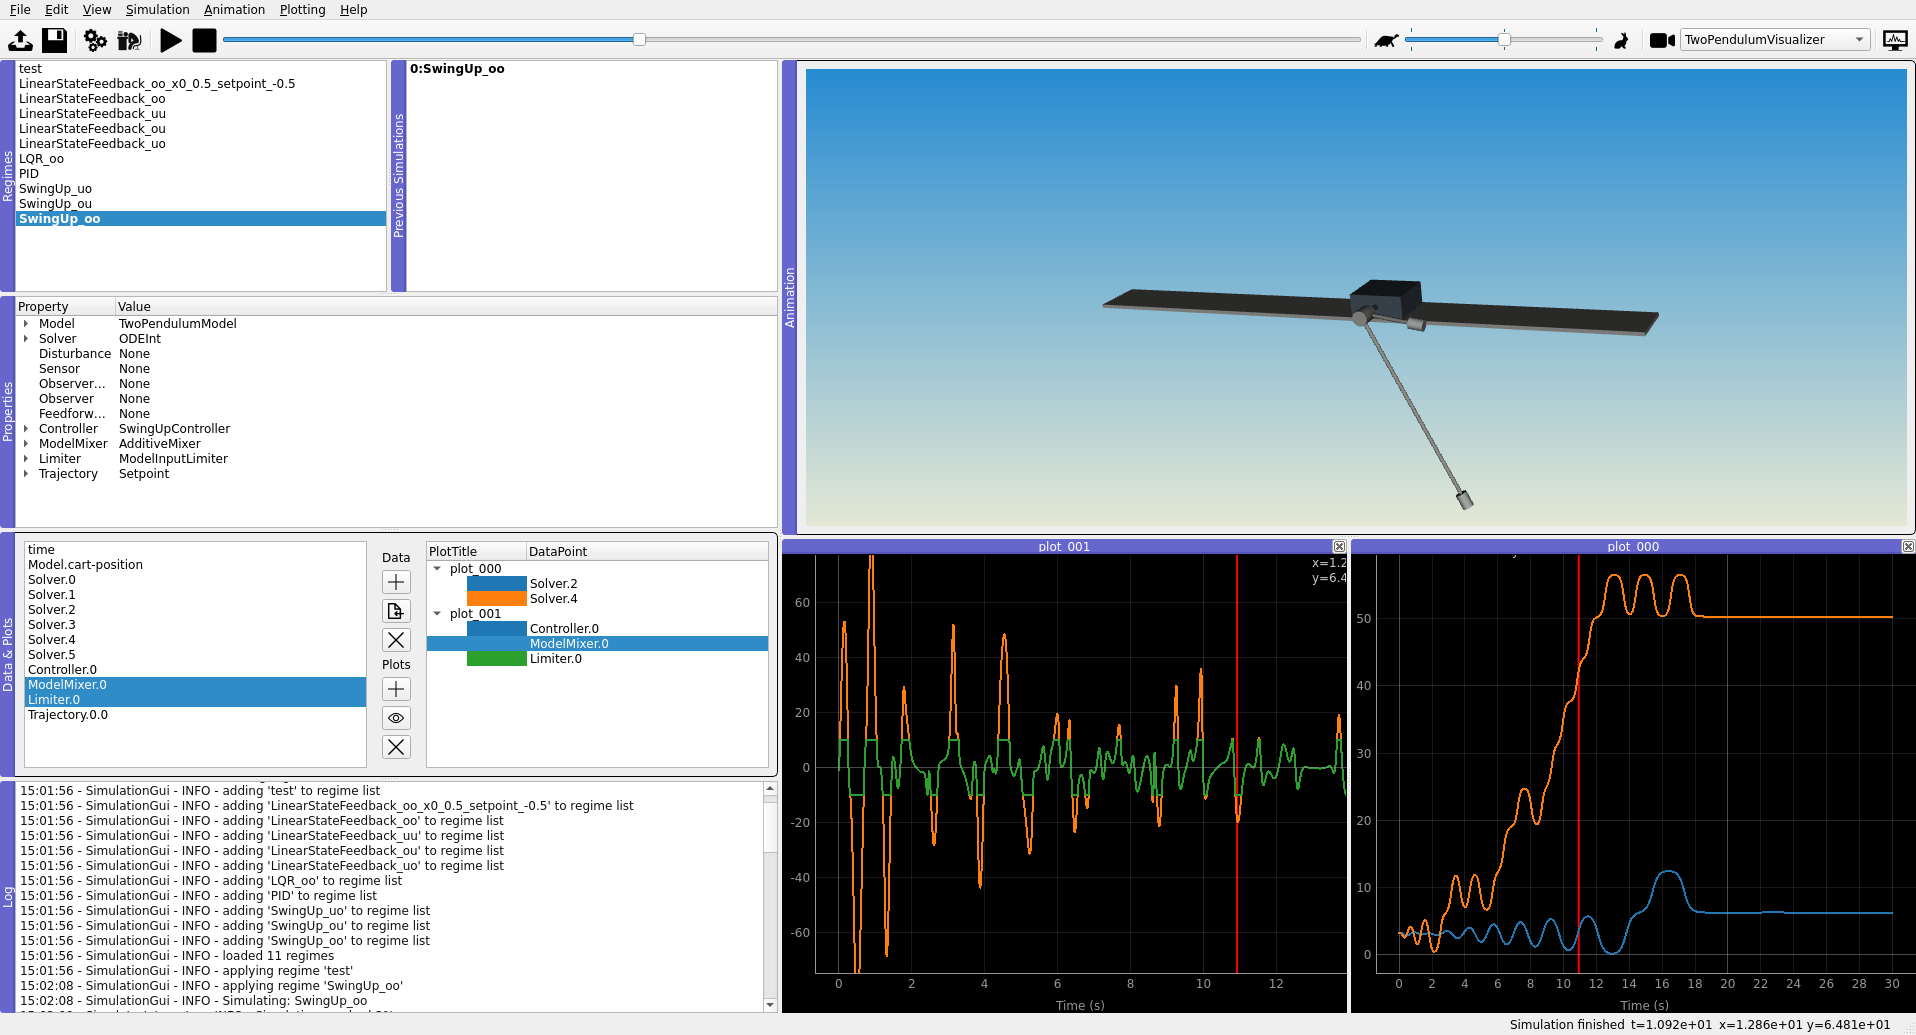 File Edit View Simulation Animation Plotting Help
TwoPendulumVisualizer
Regimes
test
LinearStateFeedback_oo_x0_0.5_setpoint_-0.5
LinearStateFeedback_oo
LinearStateFeedback_uu
LinearStateFeedback_ou
LinearStateFeedback_uo
LQR_oo
PID
SwingUp_uo
SwingUp_ou
SwingUp_oo
Previous Simulations
0:SwingUp_oo
Animation
Properties
Property Value
Model TwoPendulumModel
Solver ODEInt
Disturbance None
Sensor None
Observer... None
Observer None
Feedforw... None
Controller SwingUpController
ModelMixer AdditiveMixer
Limiter ModelInputLimiter
Trajectory Setpoint
Data & Plots
time
Model.cart-position
Solver.0
Solver.1
Solver.2
Solver.3
Solver.4
Solver.5
Controller.0
ModelMixer.0
Limiter.0
Trajectory.0.0
Data
Plots
PlotTitle DataPoint
plot_000
Solver.2
Solver.4
plot_001
Controller.0
ModelMixer.0
Limiter.0
Log
15:01:56 - SimulationGui - INFO - adding 'test' to regime list
15:01:56 - SimulationGui - INFO - adding 'LinearStateFeedback_oo_x0_0.5_setpoint_-0.5' to regime list
15:01:56 - SimulationGui - INFO - adding 'LinearStateFeedback_oo' to regime list
15:01:56 - SimulationGui - INFO - adding 'LinearStateFeedback_uu' to regime list
15:01:56 - SimulationGui - INFO - adding 'LinearStateFeedback_ou' to regime list
15:01:56 - SimulationGui - INFO - adding 'LinearStateFeedback_uo' to regime list
15:01:56 - SimulationGui - INFO - adding 'LQR_oo' to regime list
15:01:56 - SimulationGui - INFO - adding 'PID' to regime list
15:01:56 - SimulationGui - INFO - adding 'SwingUp_uo' to regime list
15:01:56 - SimulationGui - INFO - adding 'SwingUp_ou' to regime list
15:01:56 - SimulationGui - INFO - adding 'SwingUp_oo' to regime list
15:01:56 - SimulationGui - INFO - loaded 11 regimes
15:01:56 - SimulationGui - INFO - applying regime 'test'
15:02:08 - SimulationGui - INFO - applying regime 'SwingUp_oo'
15:02:08 - SimulationGui - INFO - Simulating: SwingUp_oo
plot_001
x=1.2
y=6.4
60
40
20
0
-20
-40
-60
0 2 4 6 8 10 12
Time (s)
plot_000
50
40
30
20
10
0
0 2 4 6 8 10 12 14 16 18 20 22 24 26 28 30
Time (s)
Simulation finished t=1.092e+01 x=1.286e+01 y=6.481e+01